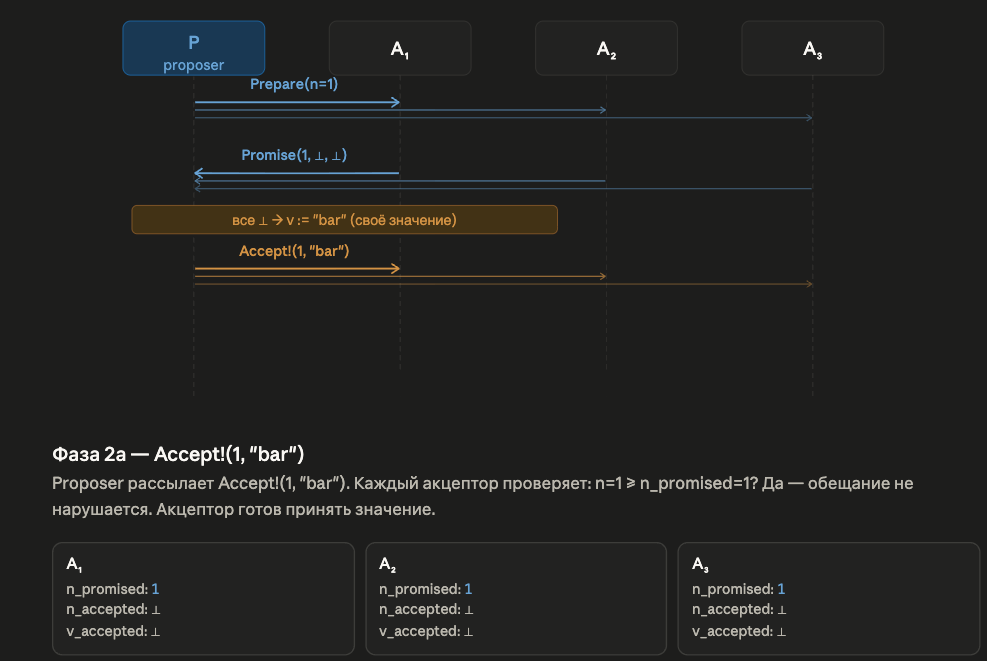 P
proposer
A₁
A₂
A₃
Prepare(n=1)
Promise(1, ⊥, ⊥)
все ⊥ → v := "bar" (своё значение)
Accept!(1, "bar")
Фаза 2a — Accept!(1, "bar")
Proposer рассылает Accept!(1, "bar"). Каждый акцептор проверяет: n=1 ≥ n_promised=1? Да — обещание не
нарушается. Акцептор готов принять значение.
A₁
n_promised: 1
n_accepted: ⊥
v_accepted: ⊥
A₂
n_promised: 1
n_accepted: ⊥
v_accepted: ⊥
A₃
n_promised: 1
n_accepted: ⊥
v_accepted: ⊥